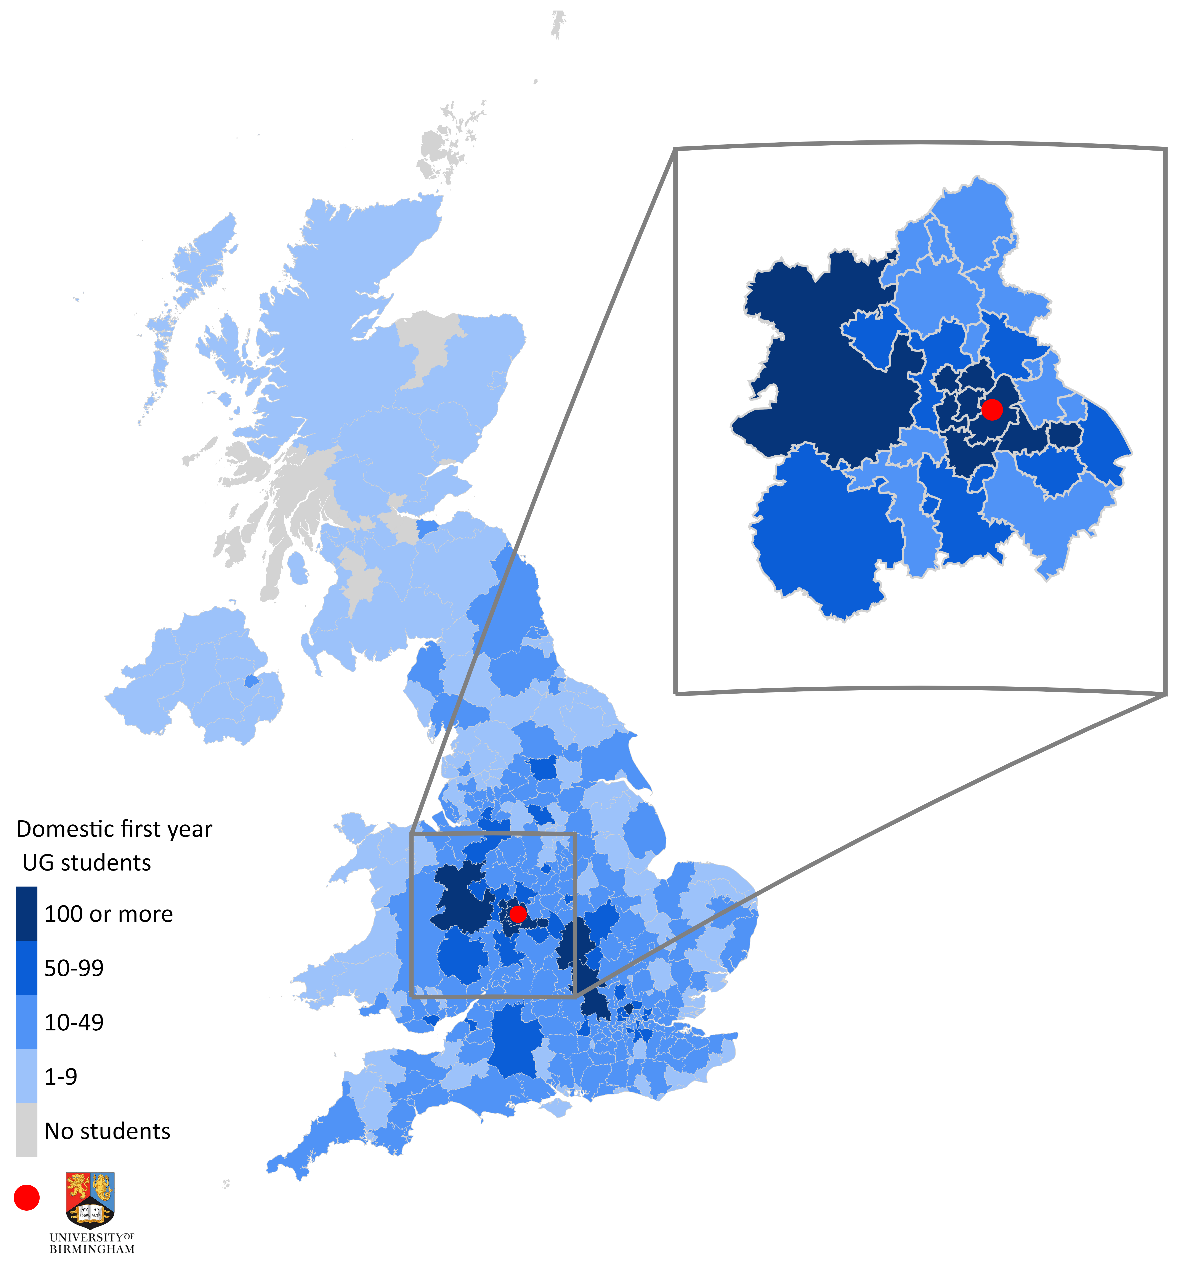 Domestic first year
UG students
100 or more
50-99
10-49
1-9
No students
UNIVERSITY OF
BIRMINGHAM